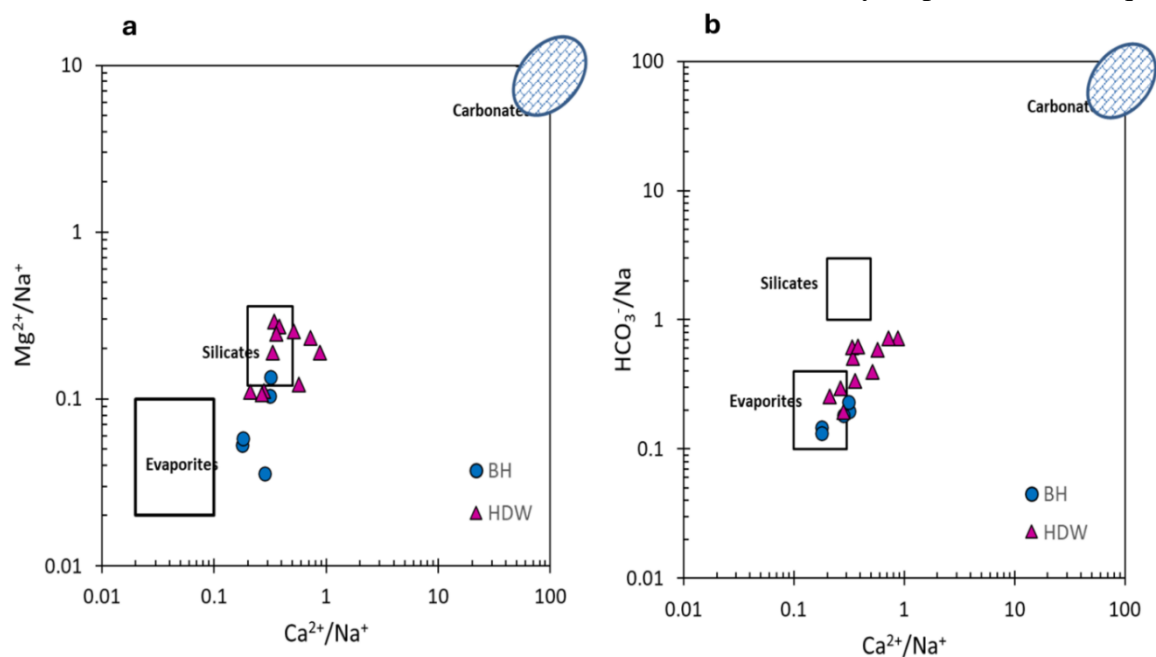 a
10
1
0.1
0.01
0.01
0.1
1
10
100
Mg²⁺/Na⁺
Ca²⁺/Na⁺
Carbonates
Silicates
Evaporites
BH
HDW
b
100
10
1
0.1
0.01
0.01
0.1
1
10
100
HCO₃⁻/Na
Ca²⁺/Na⁺
Carbonat
Silicates
Evaporites
BH
HDW